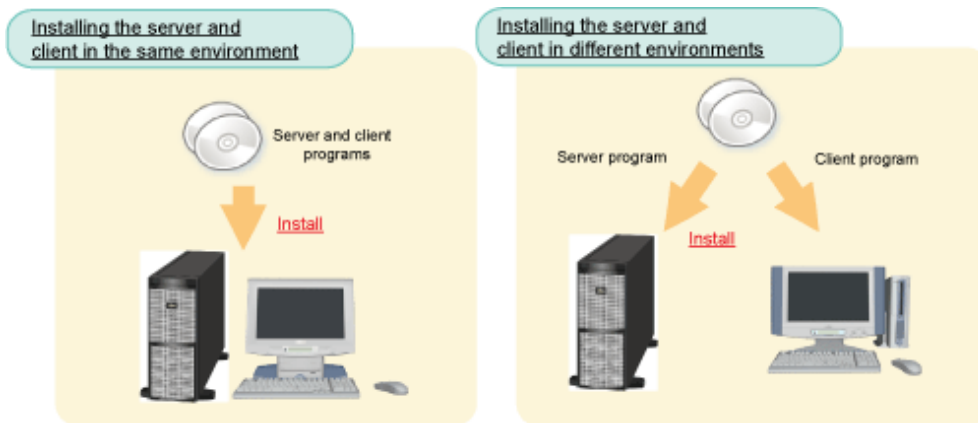 Installing the server and
client in the same environment
Server and client
programs
Install
Installing the server and
client in different environments
Server program
Client program
Install